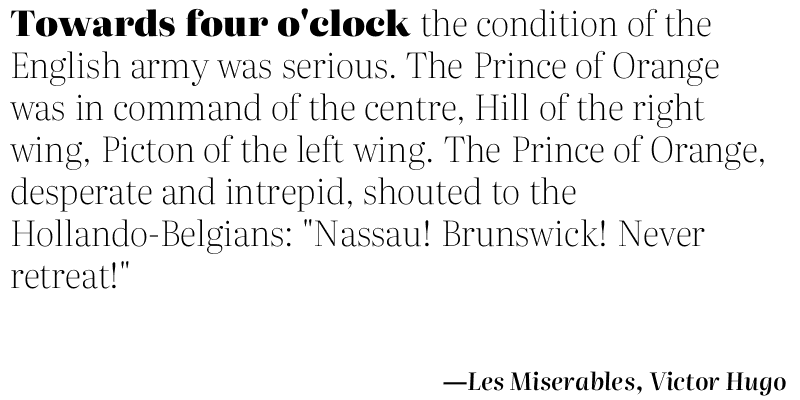 Towards four o'clock the condition of the
English army was serious. The Prince of Orange
was in command of the centre, Hill of the right
wing, Picton of the left wing. The Prince of Orange,
desperate and intrepid, shouted to the
Hollando-Belgians: "Nassau! Brunswick! Never
retreat!"
—Les Miserables, Victor Hugo